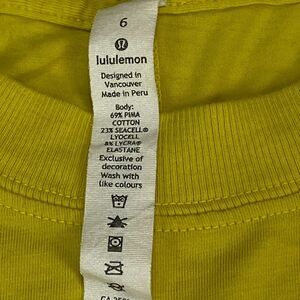 6
lululemon
Designed in
Vancouver
Made in Peru
Body:
69% PIMA
COTTON
23% SEACELL®
LYOCELL
8% LYCRA®
ELASTANE
Exclusive of
decoration
Wash with
like colours